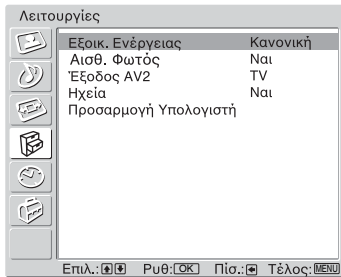 Λειτουργίες
Εξοικ. Ενέργειας Κανονική
Αισθ. Φωτός Ναι
Έξοδος AV2 TV
Ηχεία Ναι
Προσαρμογή Υπολογιστή
Επιλ.: Ρυθ: OK Πίσ.: Τέλος: MENU